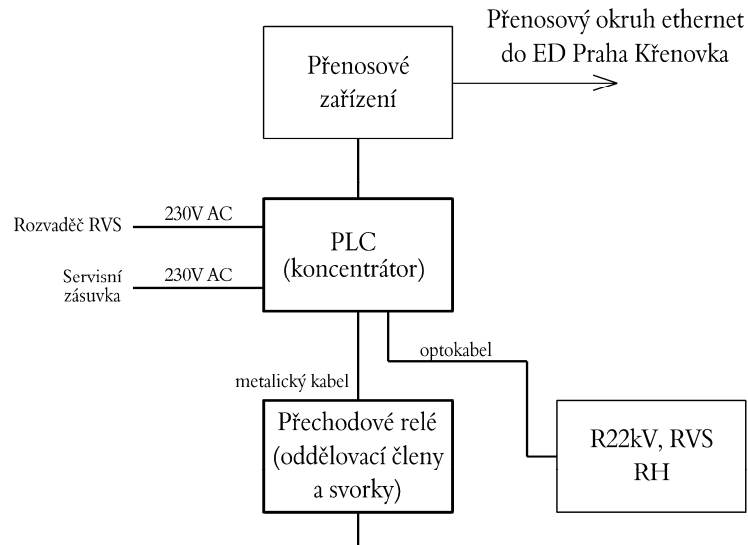 Přenosový okruh ethernet
do ED Praha Křenovka
Přenosové
zařízení
Rozvaděč RVS
230V AC
PLC
(koncentrátor)
Servisní
zásuvka
230V AC
optokabel
metalický kabel
Přechodové relé
(oddělovací členy
a svorky)
R22kV, RVS
RH